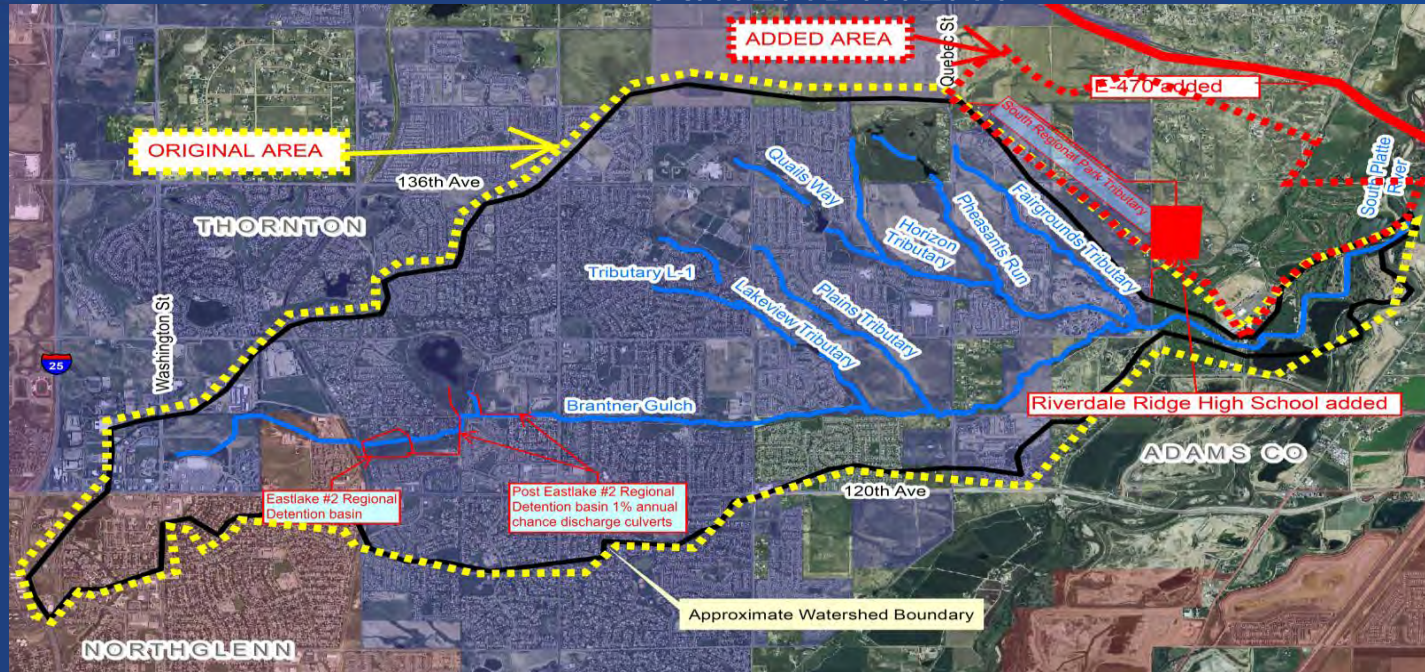 ADDED AREA
Quebec St
E-470 added
ORIGINAL AREA
South Regional Park Tributary
136th Ave
Quails Way
South Platte
River
THORNTON
Horizon
Tributary
Pheasants Run
Fairgrounds Tributary
Tributary L-1
Lakeview Tributary
Plains Tributary
Washington St
25
Brantner Gulch
Riverdale Ridge High School added
ADAMS CO
Eastlake #2 Regional
Detention basin
Post Eastlake #2 Regional
Detention basin 1% annual
chance discharge culverts
120th Ave
Approximate Watershed Boundary
NORTHGLENN